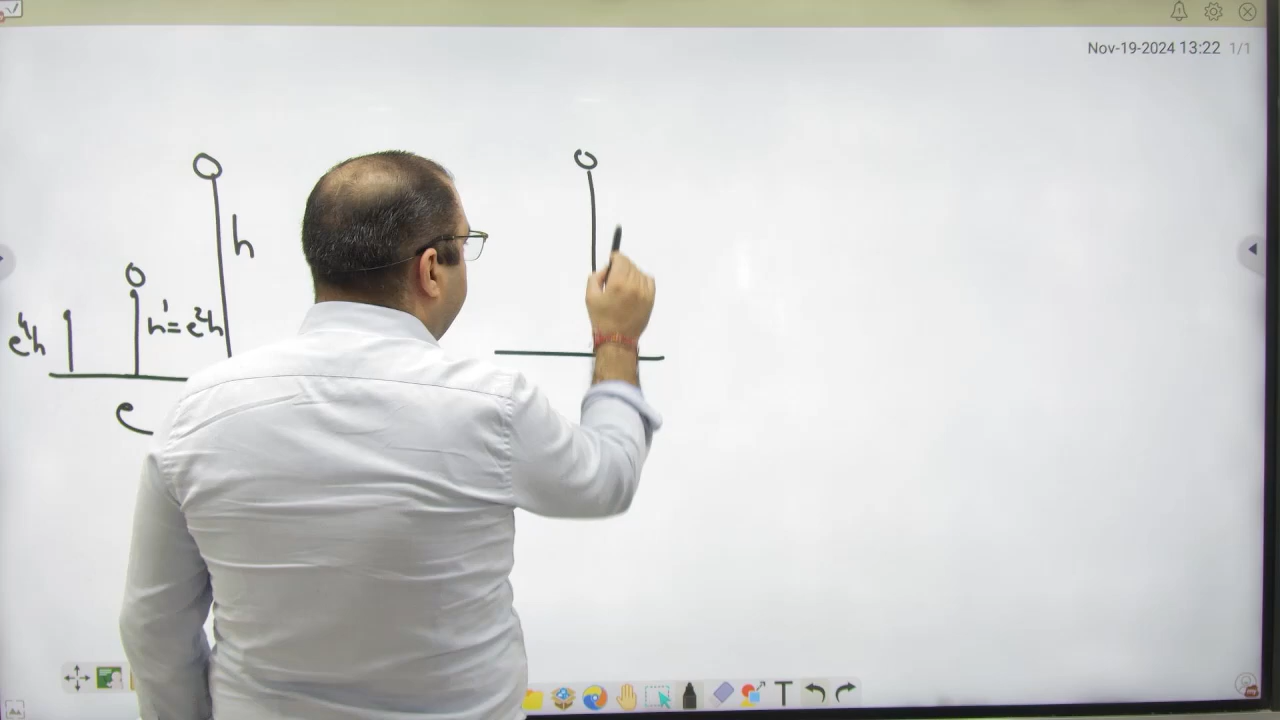 Nov-19-2024 13:22 1/1
h
h' = e²h
e⁴h
e
T